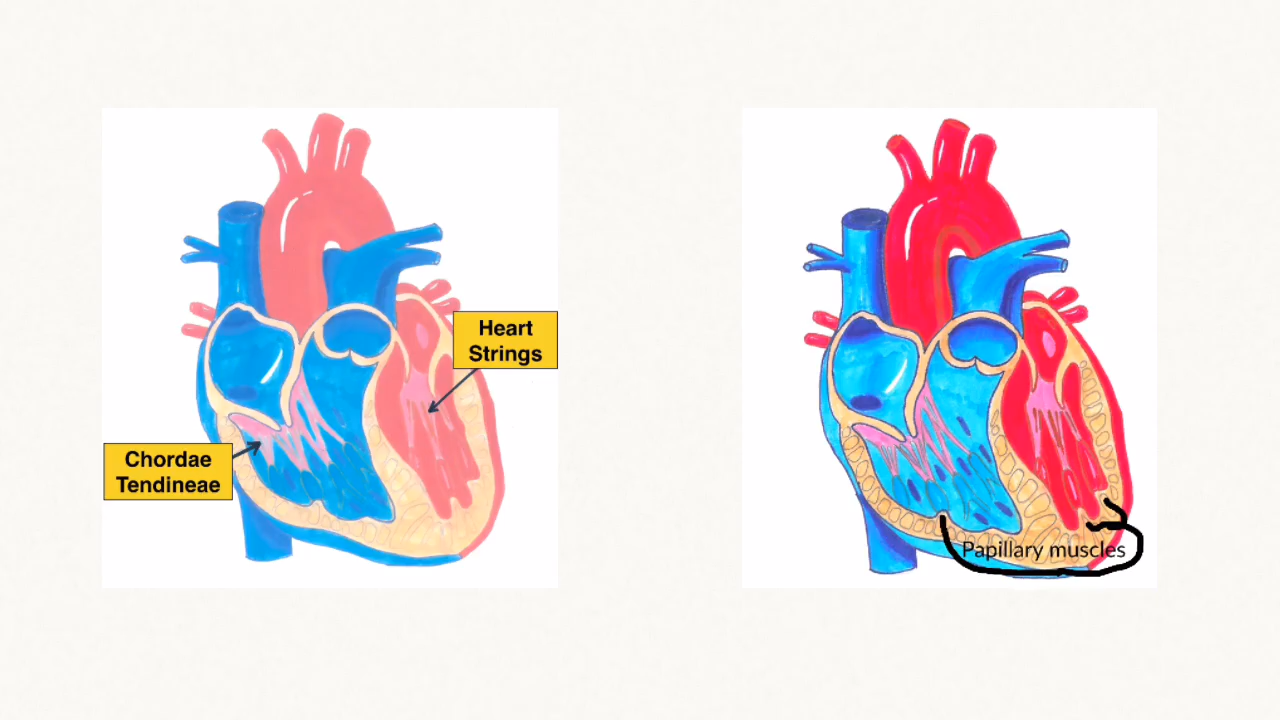 Heart
Strings
Chordae
Tendineae
Papillary muscles